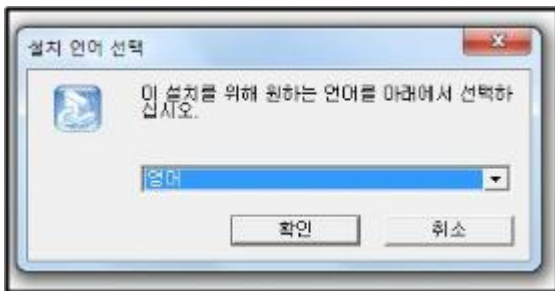 설치 언어 선택
이 설치를 위해 원하는 언어를 아래에서 선택하
십시오.
영어
확인 취소